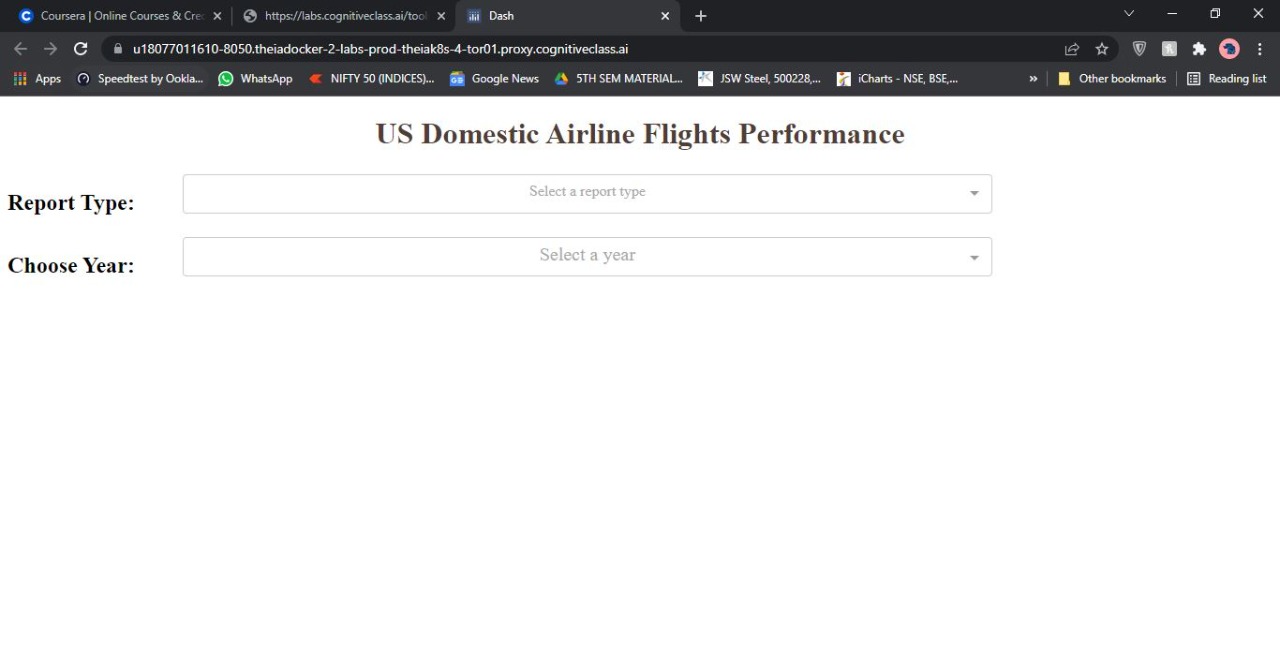 Coursera | Online Courses & Cre
https://labs.cognitiveclass.ai/tool
Dash
u18077011610-8050.theiadocker-2-labs-prod-theiak8s-4-tor01.proxy.cognitiveclass.ai
Apps
Speedtest by Ookla...
WhatsApp
NIFTY 50 (INDICES)...
Google News
5TH SEM MATERIAL...
JSW Steel, 500228,...
iCharts - NSE, BSE,...
»
Other bookmarks
Reading list
US Domestic Airline Flights Performance
Report Type:
Select a report type
Choose Year:
Select a year